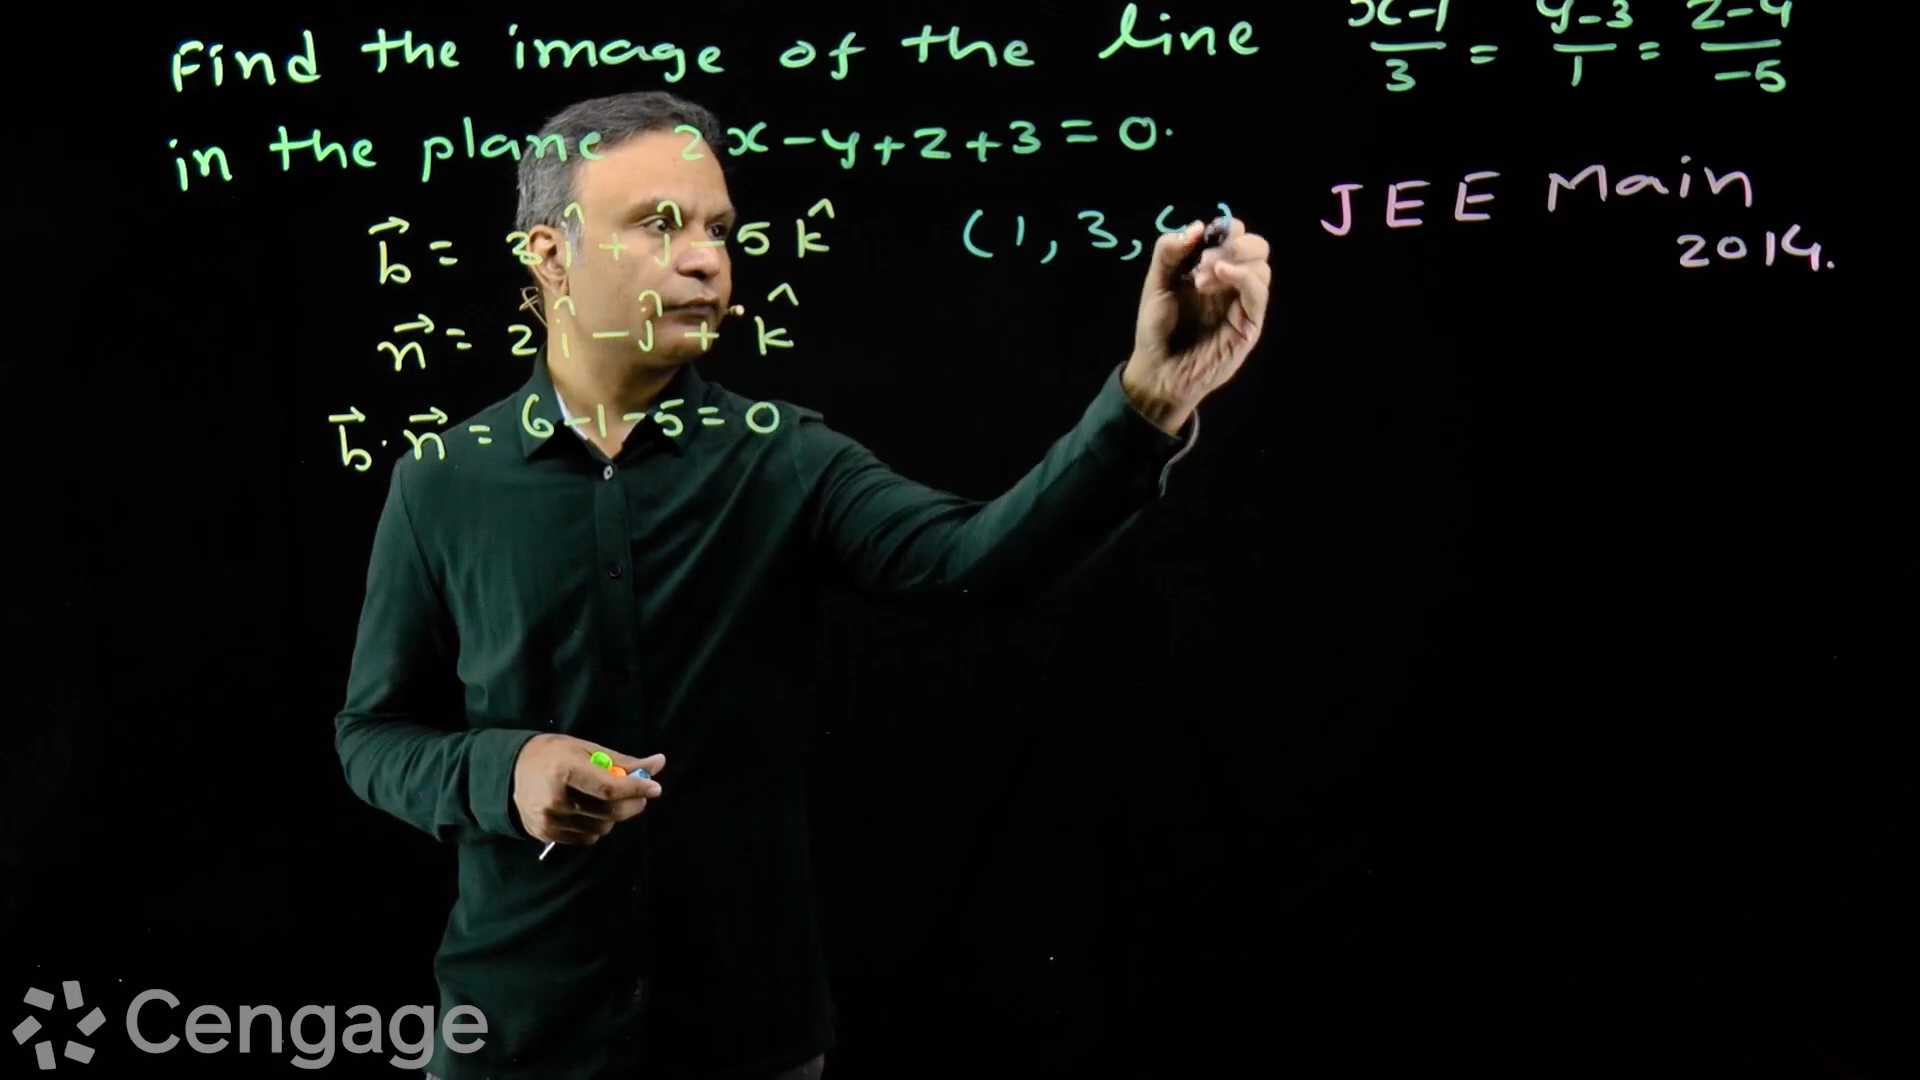 Find the image of the line x-1/3 = y-3/1 = z-4/-5
in the plane 2x-y+z+3=0.
JEE Main
2014.
b⃗ = 3î + ĵ - 5k̂
(1, 3, 4)
n⃗ = 2î - ĵ + k̂
b⃗ · n⃗ = 6-1-5=0
Cengage